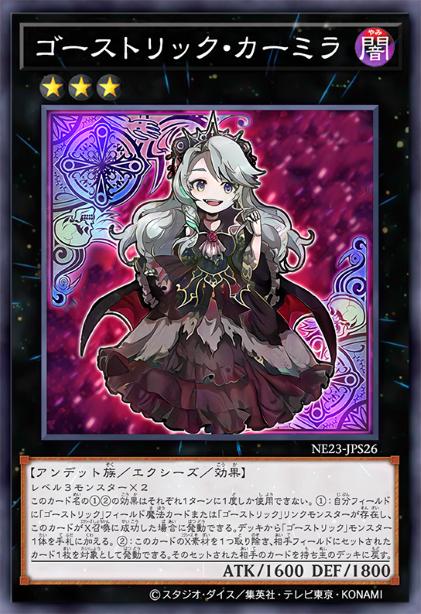 ゴーストリック・カーミラ
闇
やみ
NE23-JPS26
【アンデット族／エクシーズ／効果】
レベル３モンスター×２
このカード名の①②の効果はそれぞれ１ターンに１度しか使用できない。①：自分フィールド
に「ゴーストリック」フィールド魔法カードまたは「ゴーストリック」リンクモンスターが存在し、
このカードがX召喚に成功した場合に発動できる。デッキから「ゴーストリック」モンスター
１体を手札に加える。②：このカードのX素材を１つ取り除き、相手フィールドにセットされた
カード１枚を対象として発動できる。そのセットされた相手のカードを持ち主のデッキに戻す。
ATK/1600 DEF/1800
©スタジオ・ダイス／集英社・テレビ東京・KONAMI